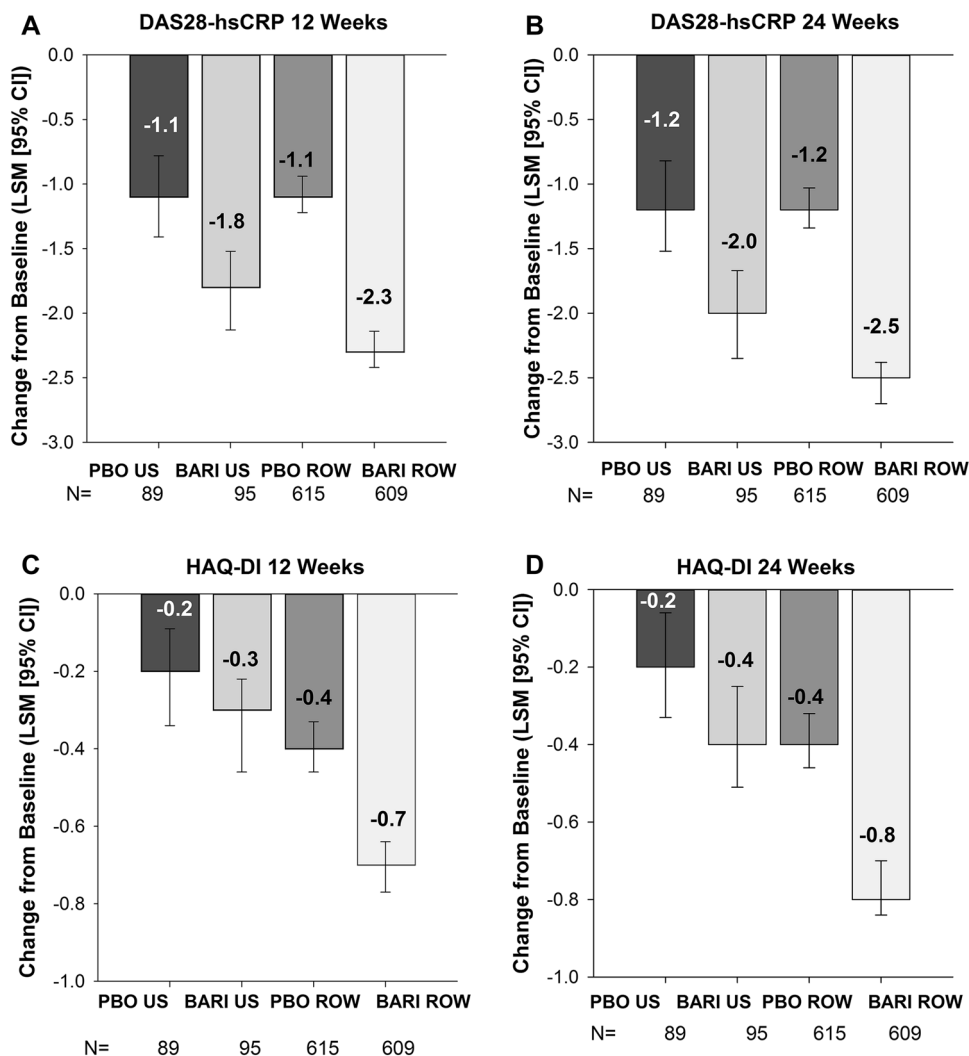 A
DAS28-hsCRP 12 Weeks
Change from Baseline (LSM [95% CI])
0.0
-0.5
-1.0
-1.5
-2.0
-2.5
-3.0
-1.1
-1.8
-1.1
-2.3
PBO US BARI US PBO ROW BARI ROW
N= 89 95 615 609
B
DAS28-hsCRP 24 Weeks
Change from Baseline (LSM [95% CI])
0.0
-0.5
-1.0
-1.5
-2.0
-2.5
-3.0
-1.2
-2.0
-1.2
-2.5
PBO US BARI US PBO ROW BARI ROW
N= 89 95 615 609
C
HAQ-DI 12 Weeks
Change from Baseline (LSM [95% CI])
0.0
-0.2
-0.4
-0.6
-0.8
-1.0
-0.2
-0.3
-0.4
-0.7
PBO US BARI US PBO ROW BARI ROW
N= 89 95 615 609
D
HAQ-DI 24 Weeks
Change from Baseline (LSM [95% CI])
0.0
-0.2
-0.4
-0.6
-0.8
-1.0
-0.2
-0.4
-0.4
-0.8
PBO US BARI US PBO ROW BARI ROW
N= 89 95 615 609